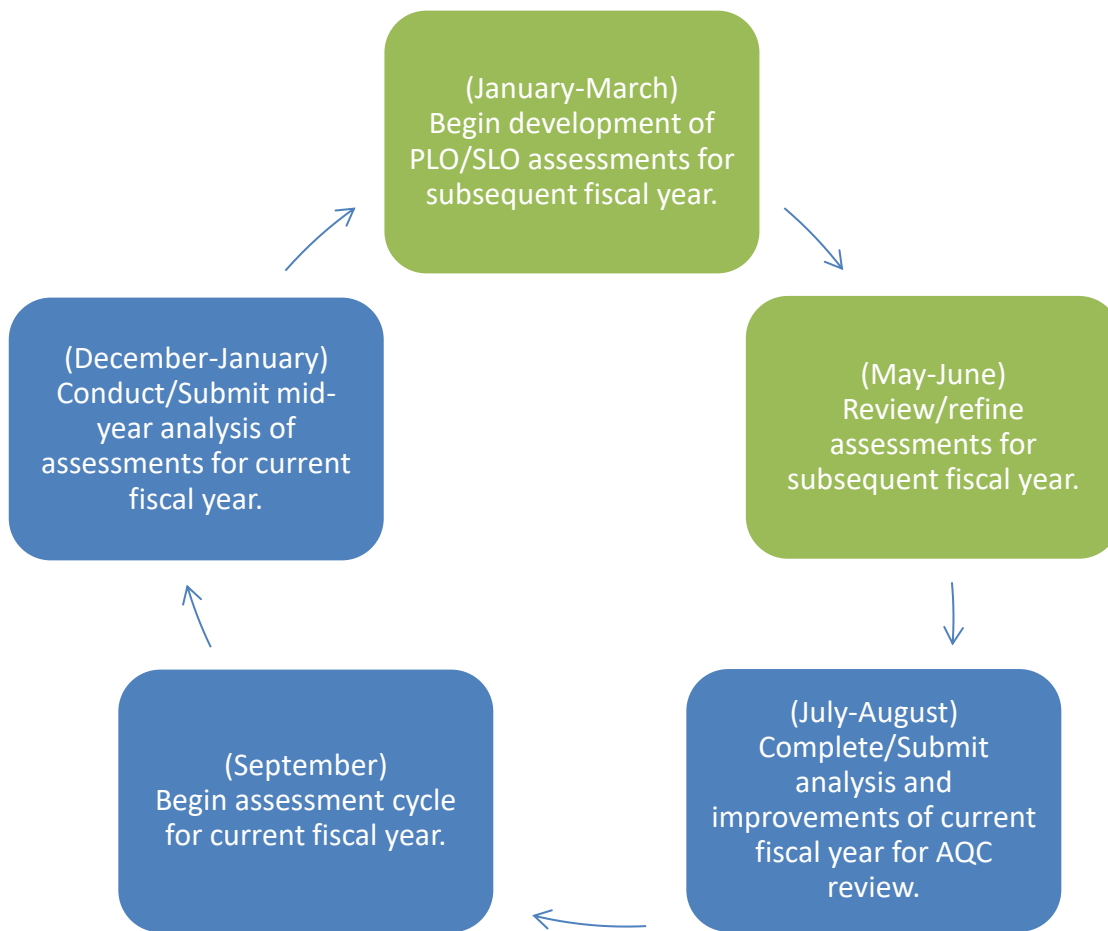 (January-March)
Begin development of
PLO/SLO assessments for
subsequent fiscal year.
(May-June)
Review/refine
assessments for
subsequent fiscal year.
(July-August)
Complete/Submit
analysis and
improvements of current
fiscal year for AQC
review.
(September)
Begin assessment cycle
for current fiscal year.
(December-January)
Conduct/Submit mid-
year analysis of
assessments for current
fiscal year.